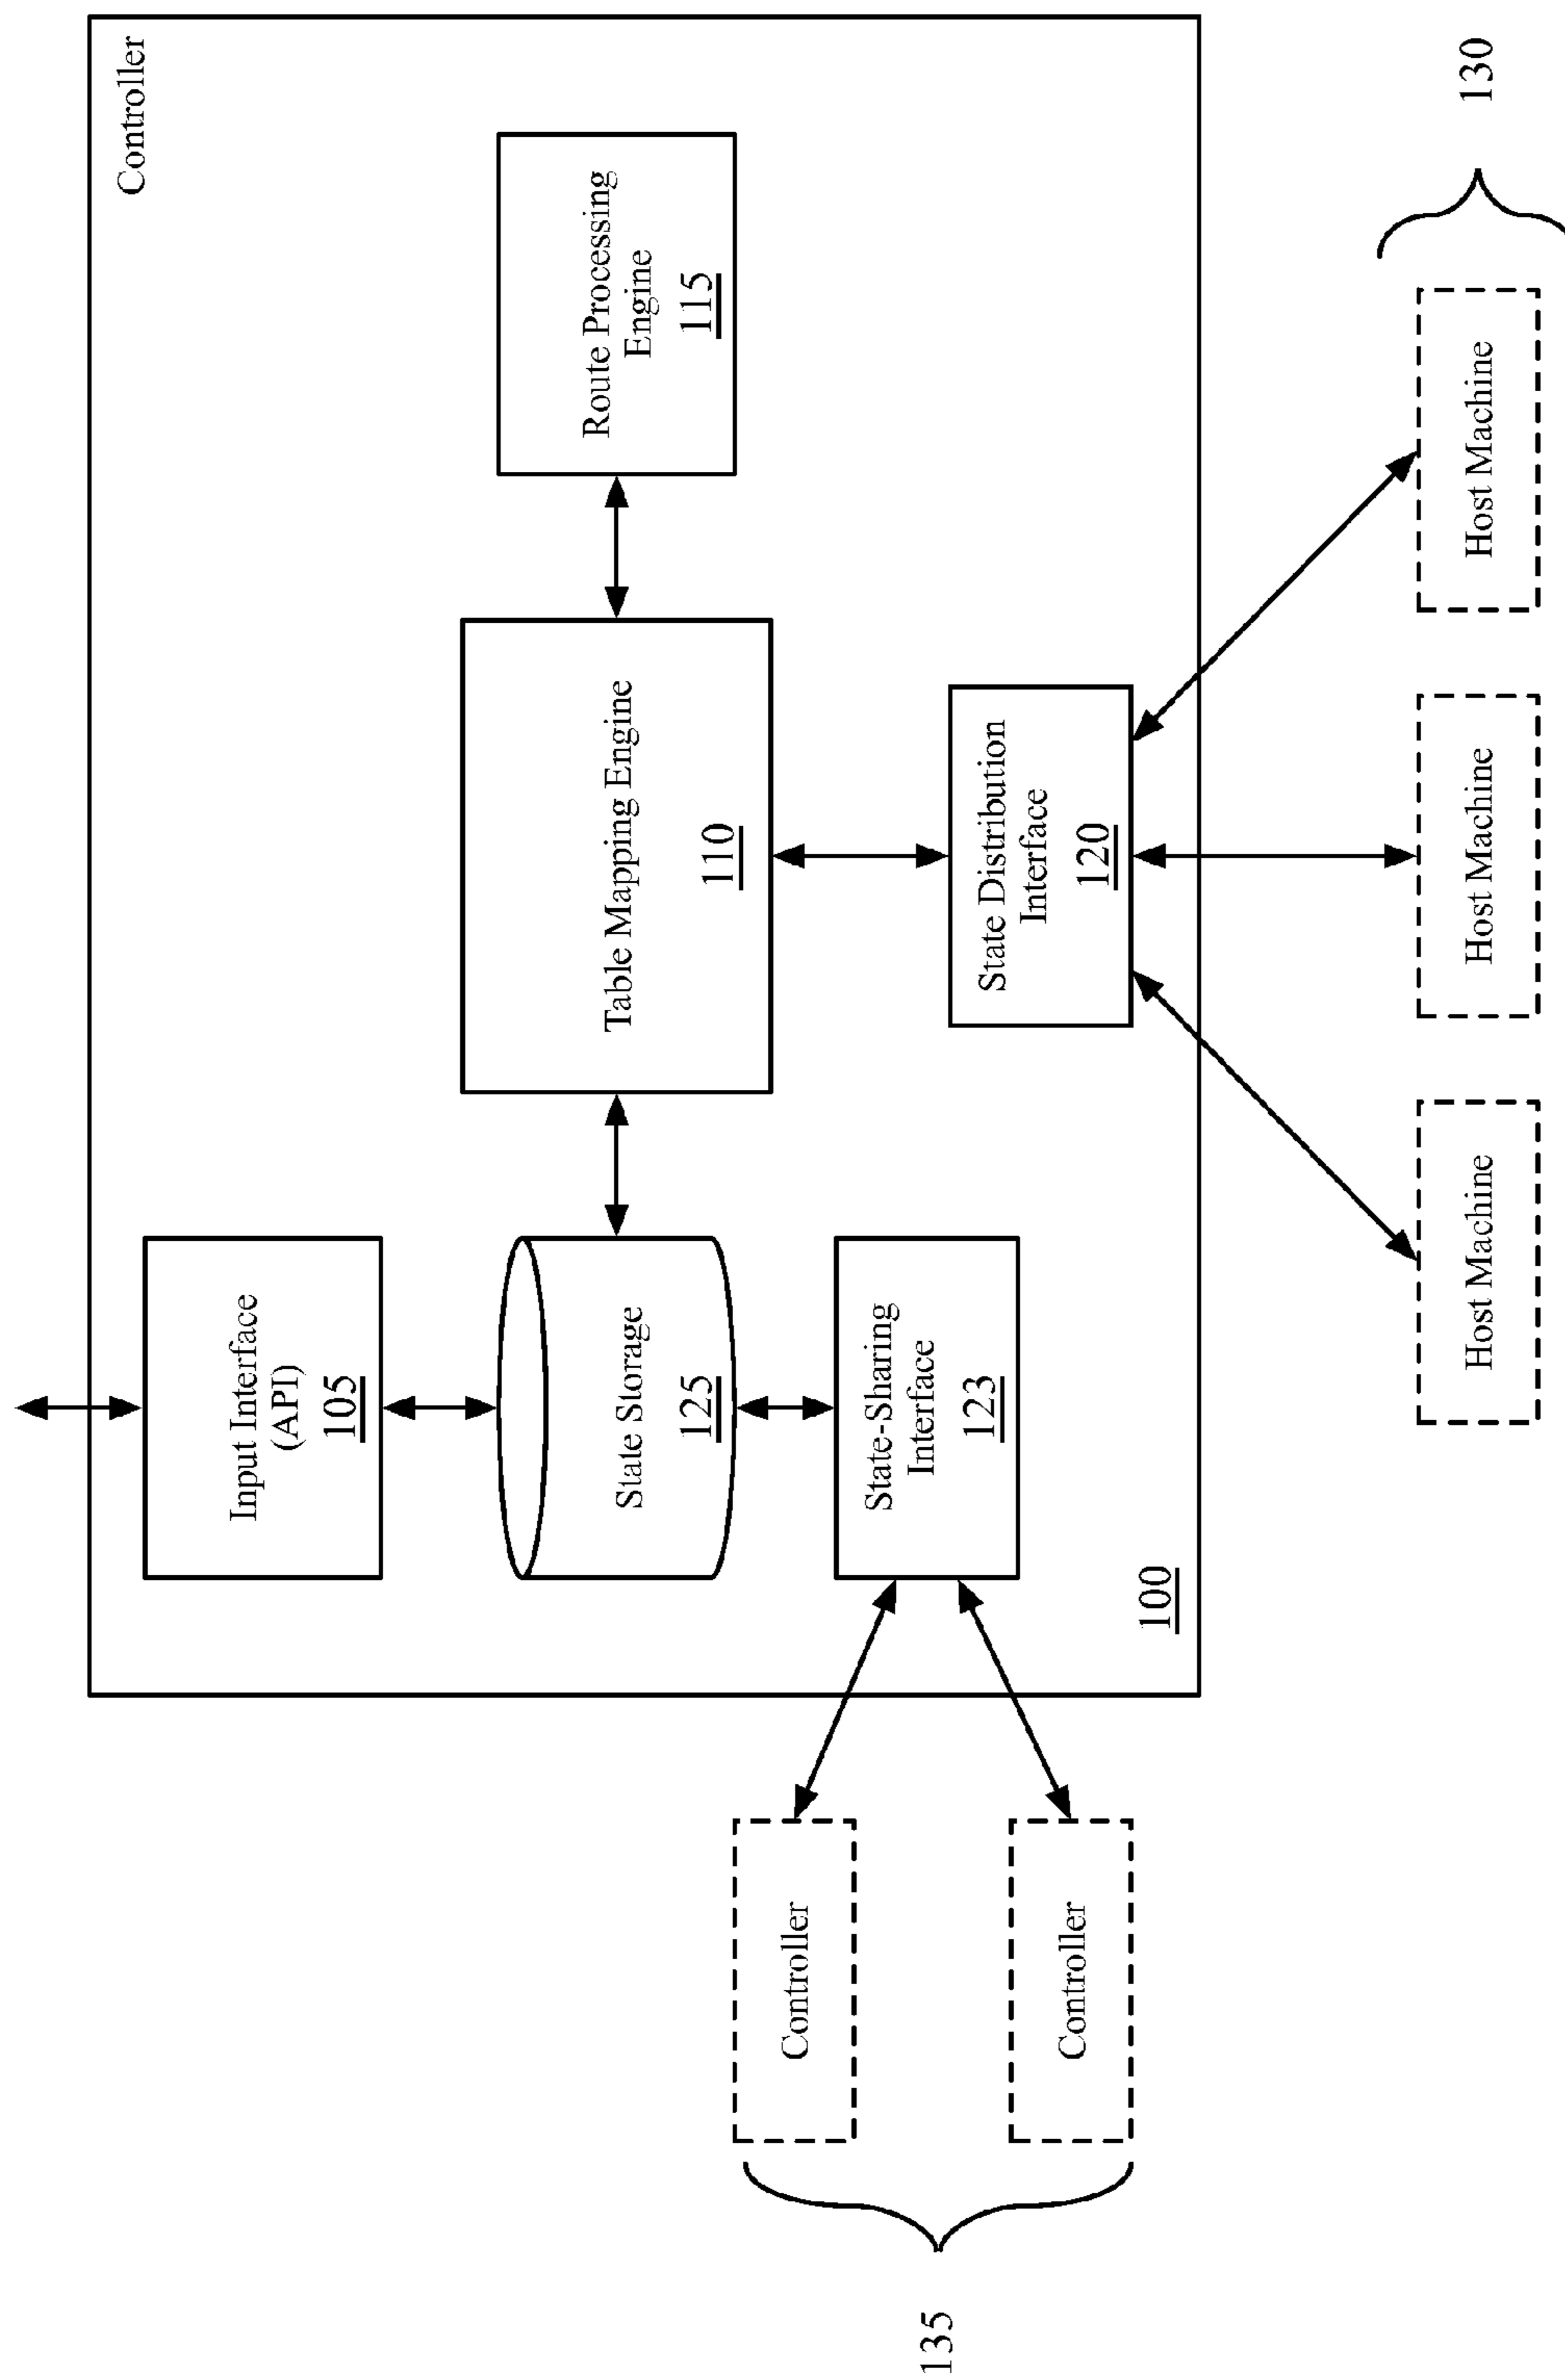 Controller
Input Interface
(API)
105
State Storage
125
Table Mapping Engine
110
Route Processing
Engine
115
State-Sharing
Interface
123
State Distribution
Interface
120
100
Controller
Controller
135
Host Machine
Host Machine
Host Machine
130